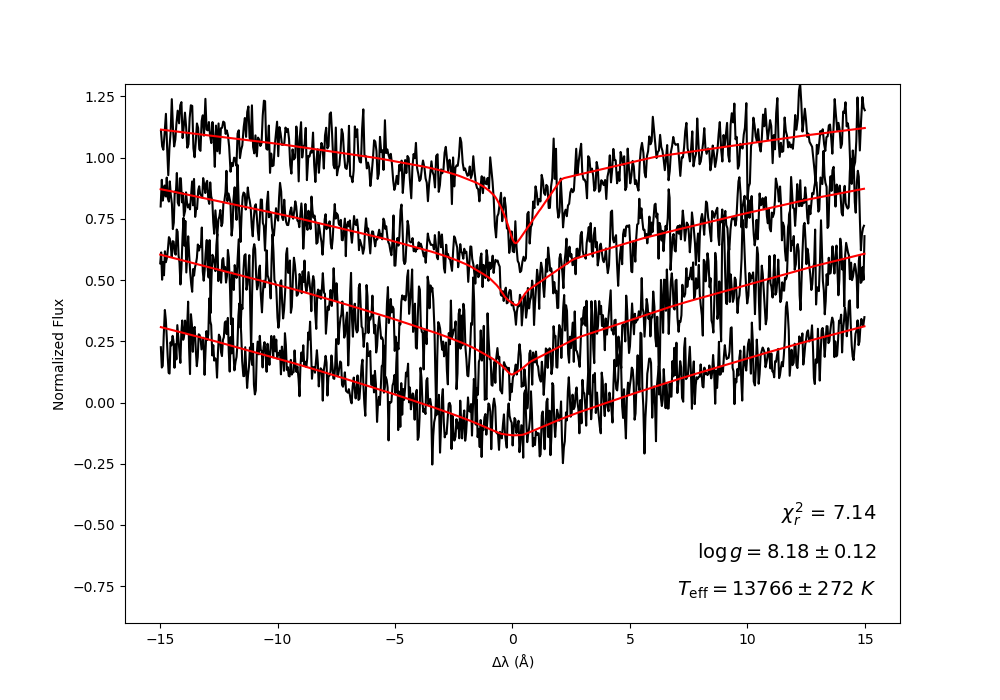 1.25
1.00
0.75
0.50
0.25
0.00
−0.25
−0.50
−0.75
Normalized Flux
χ²ᵣ = 7.14
log g = 8.18 ± 0.12
T_eff = 13766 ± 272 K
−15 −10 −5 0 5 10 15
Δλ (Å)